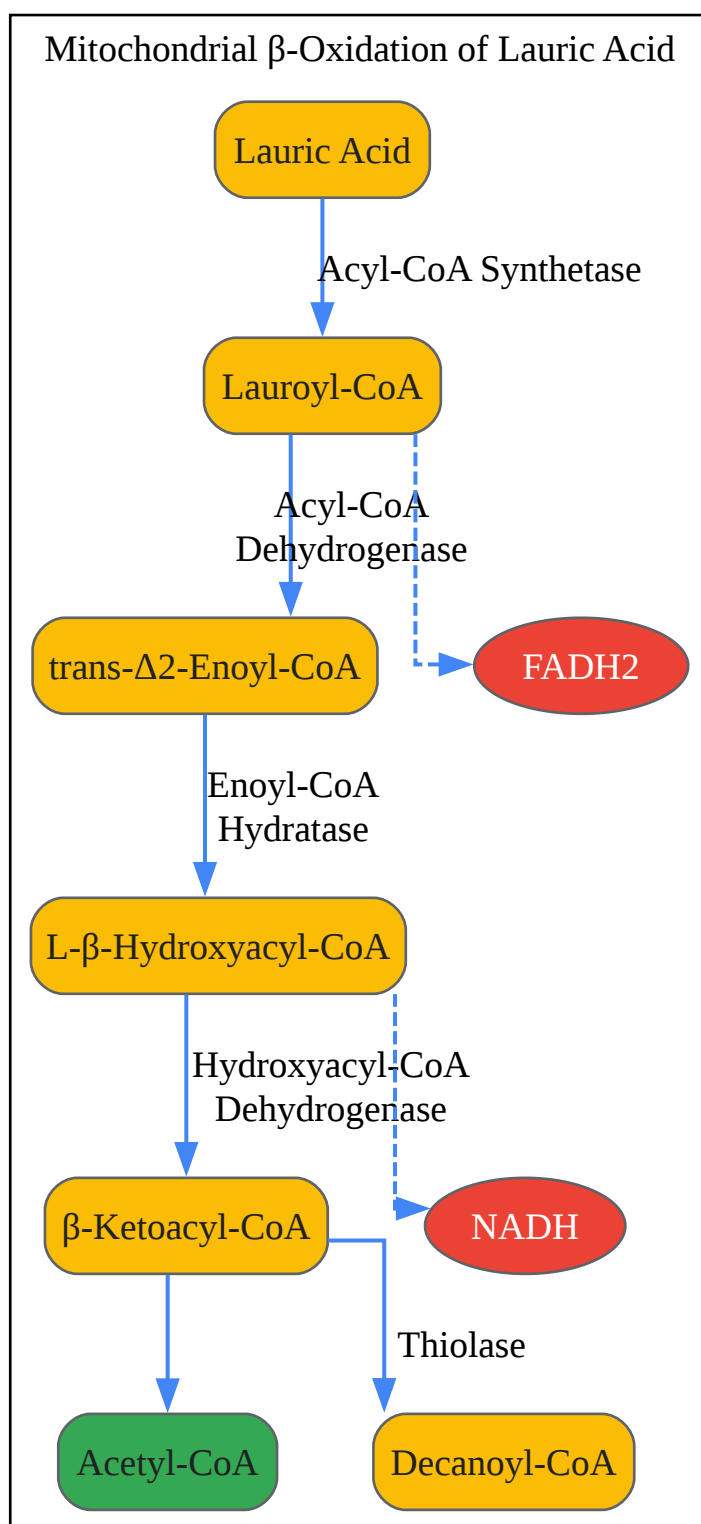 Mitochondrial β-Oxidation of Lauric Acid
Lauric Acid
Acyl-CoA Synthetase
Lauroyl-CoA
Acyl-CoA
Dehydrogenase
trans-Δ2-Enoyl-CoA
FADH2
Enoyl-CoA
Hydratase
L-β-Hydroxyacyl-CoA
Hydroxyacyl-CoA
Dehydrogenase
β-Ketoacyl-CoA
NADH
Thiolase
Acetyl-CoA
Decanoyl-CoA